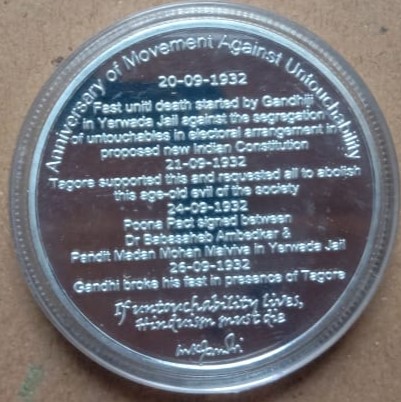 Anniversary of Movement Against Untouchability
20-09-1932
Fast until death started by Gandhiji
in Yerwada Jail against the segregation
of untouchables in electoral arrangement in
proposed new Indian Constitution
21-09-1932
Tagore supported this and requested all to abolish
this age-old evil of the society
24-09-1932
Poona Pact signed between
Dr Babasaheb Ambedkar &
Pandit Madan Mohan Malviva in Yerwada Jail
26-09-1932
Gandhi broke his fast in presence of Tagore
If untouchability lives,
Hinduism must die
mkgandhi